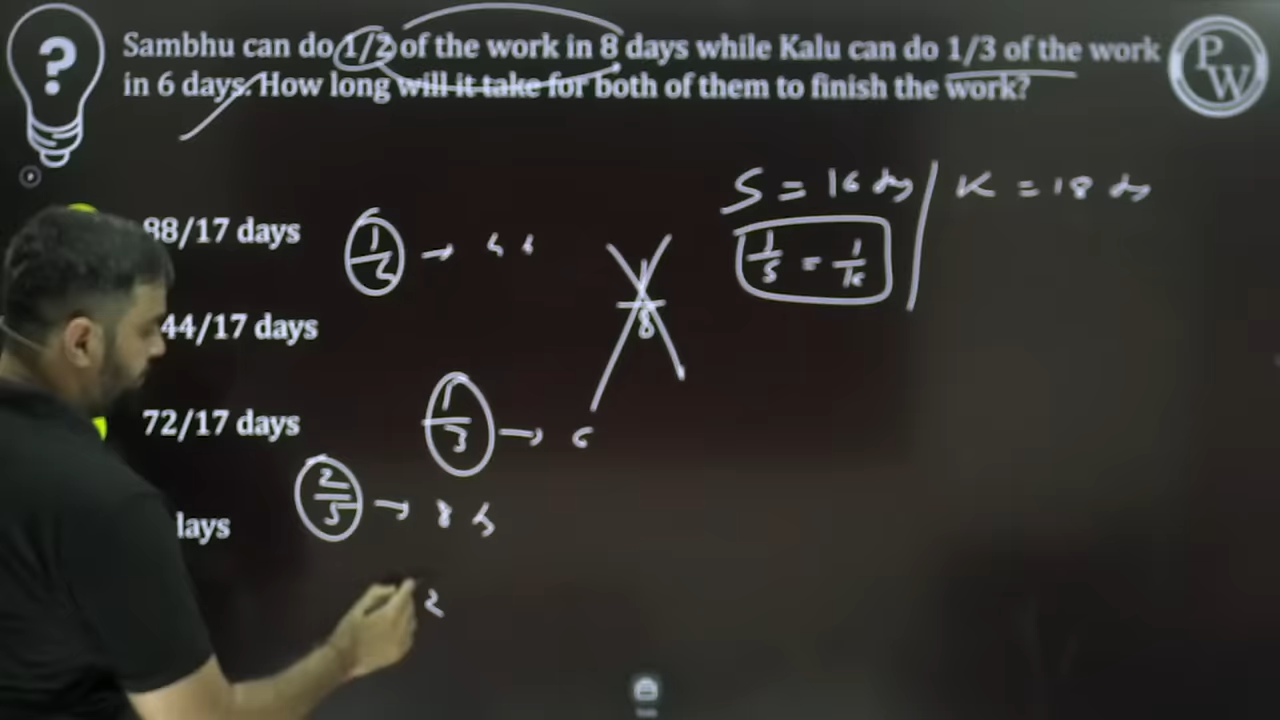 Sambhu can do 1/2 of the work in 8 days while Kalu can do 1/3 of the work
in 6 days. How long will it take for both of them to finish the work?
P
W
S = 16 days | K = 18 days
88/17 days
1/2 →
1/5 = 1/16
1/8
44/17 days
72/17 days
1/3 → 6
2/5 → 8
days
2